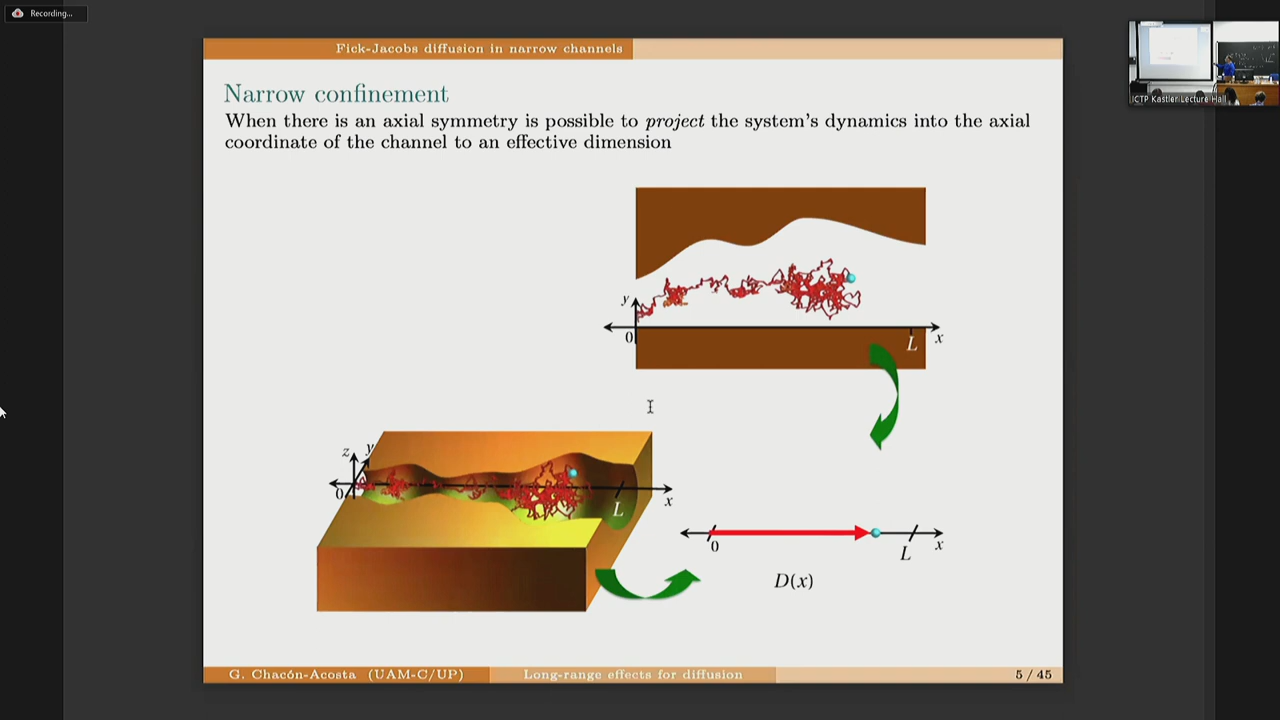 Recording...
Fick-Jacobs diffusion in narrow channels
Narrow confinement
When there is an axial symmetry is possible to project the system's dynamics into the axial
coordinate of the channel to an effective dimension
y
0
L
x
z
y
0
L
x
0
L
x
D(x)
G. Chacón-Acosta (UAM-C/UP)
Long-range effects for diffusion
5 / 45
ICTP Kastler Lecture Hall